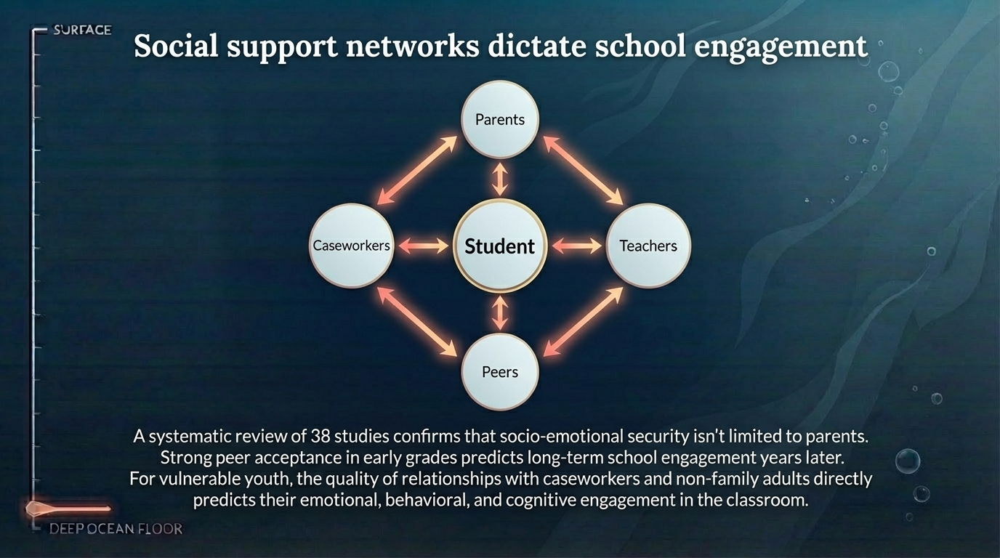 SURFACE
Social support networks dictate school engagement
Parents
Caseworkers
Student
Teachers
Peers
A systematic review of 38 studies confirms that socio-emotional security isn't limited to parents.
Strong peer acceptance in early grades predicts long-term school engagement years later.
For vulnerable youth, the quality of relationships with caseworkers and non-family adults directly
predicts their emotional, behavioral, and cognitive engagement in the classroom.
DEEP OCEAN FLOOR